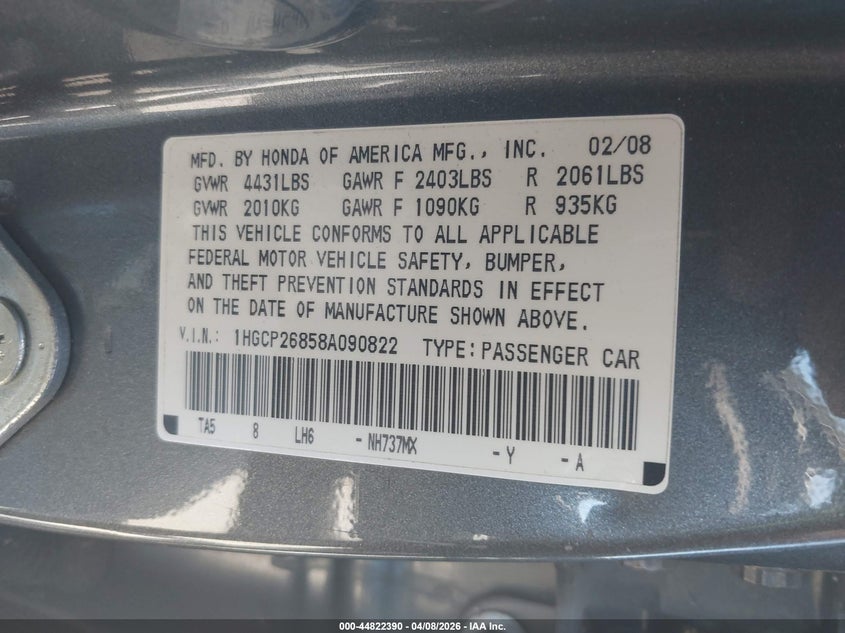 MFD. BY HONDA OF AMERICA MFG., INC. 02/08
GVWR 4431LBS GAWR F 2403LBS R 2061LBS
GVWR 2010KG GAWR F 1090KG R 935KG
THIS VEHICLE CONFORMS TO ALL APPLICABLE
FEDERAL MOTOR VEHICLE SAFETY, BUMPER,
AND THEFT PREVENTION STANDARDS IN EFFECT
ON THE DATE OF MANUFACTURE SHOWN ABOVE.
V.I.N.: 1HGCP26858A090822 TYPE: PASSENGER CAR
TA5 8 LH6 - NH737MX - Y - A
000-44822390 - 04/08/2026 - IAA Inc.